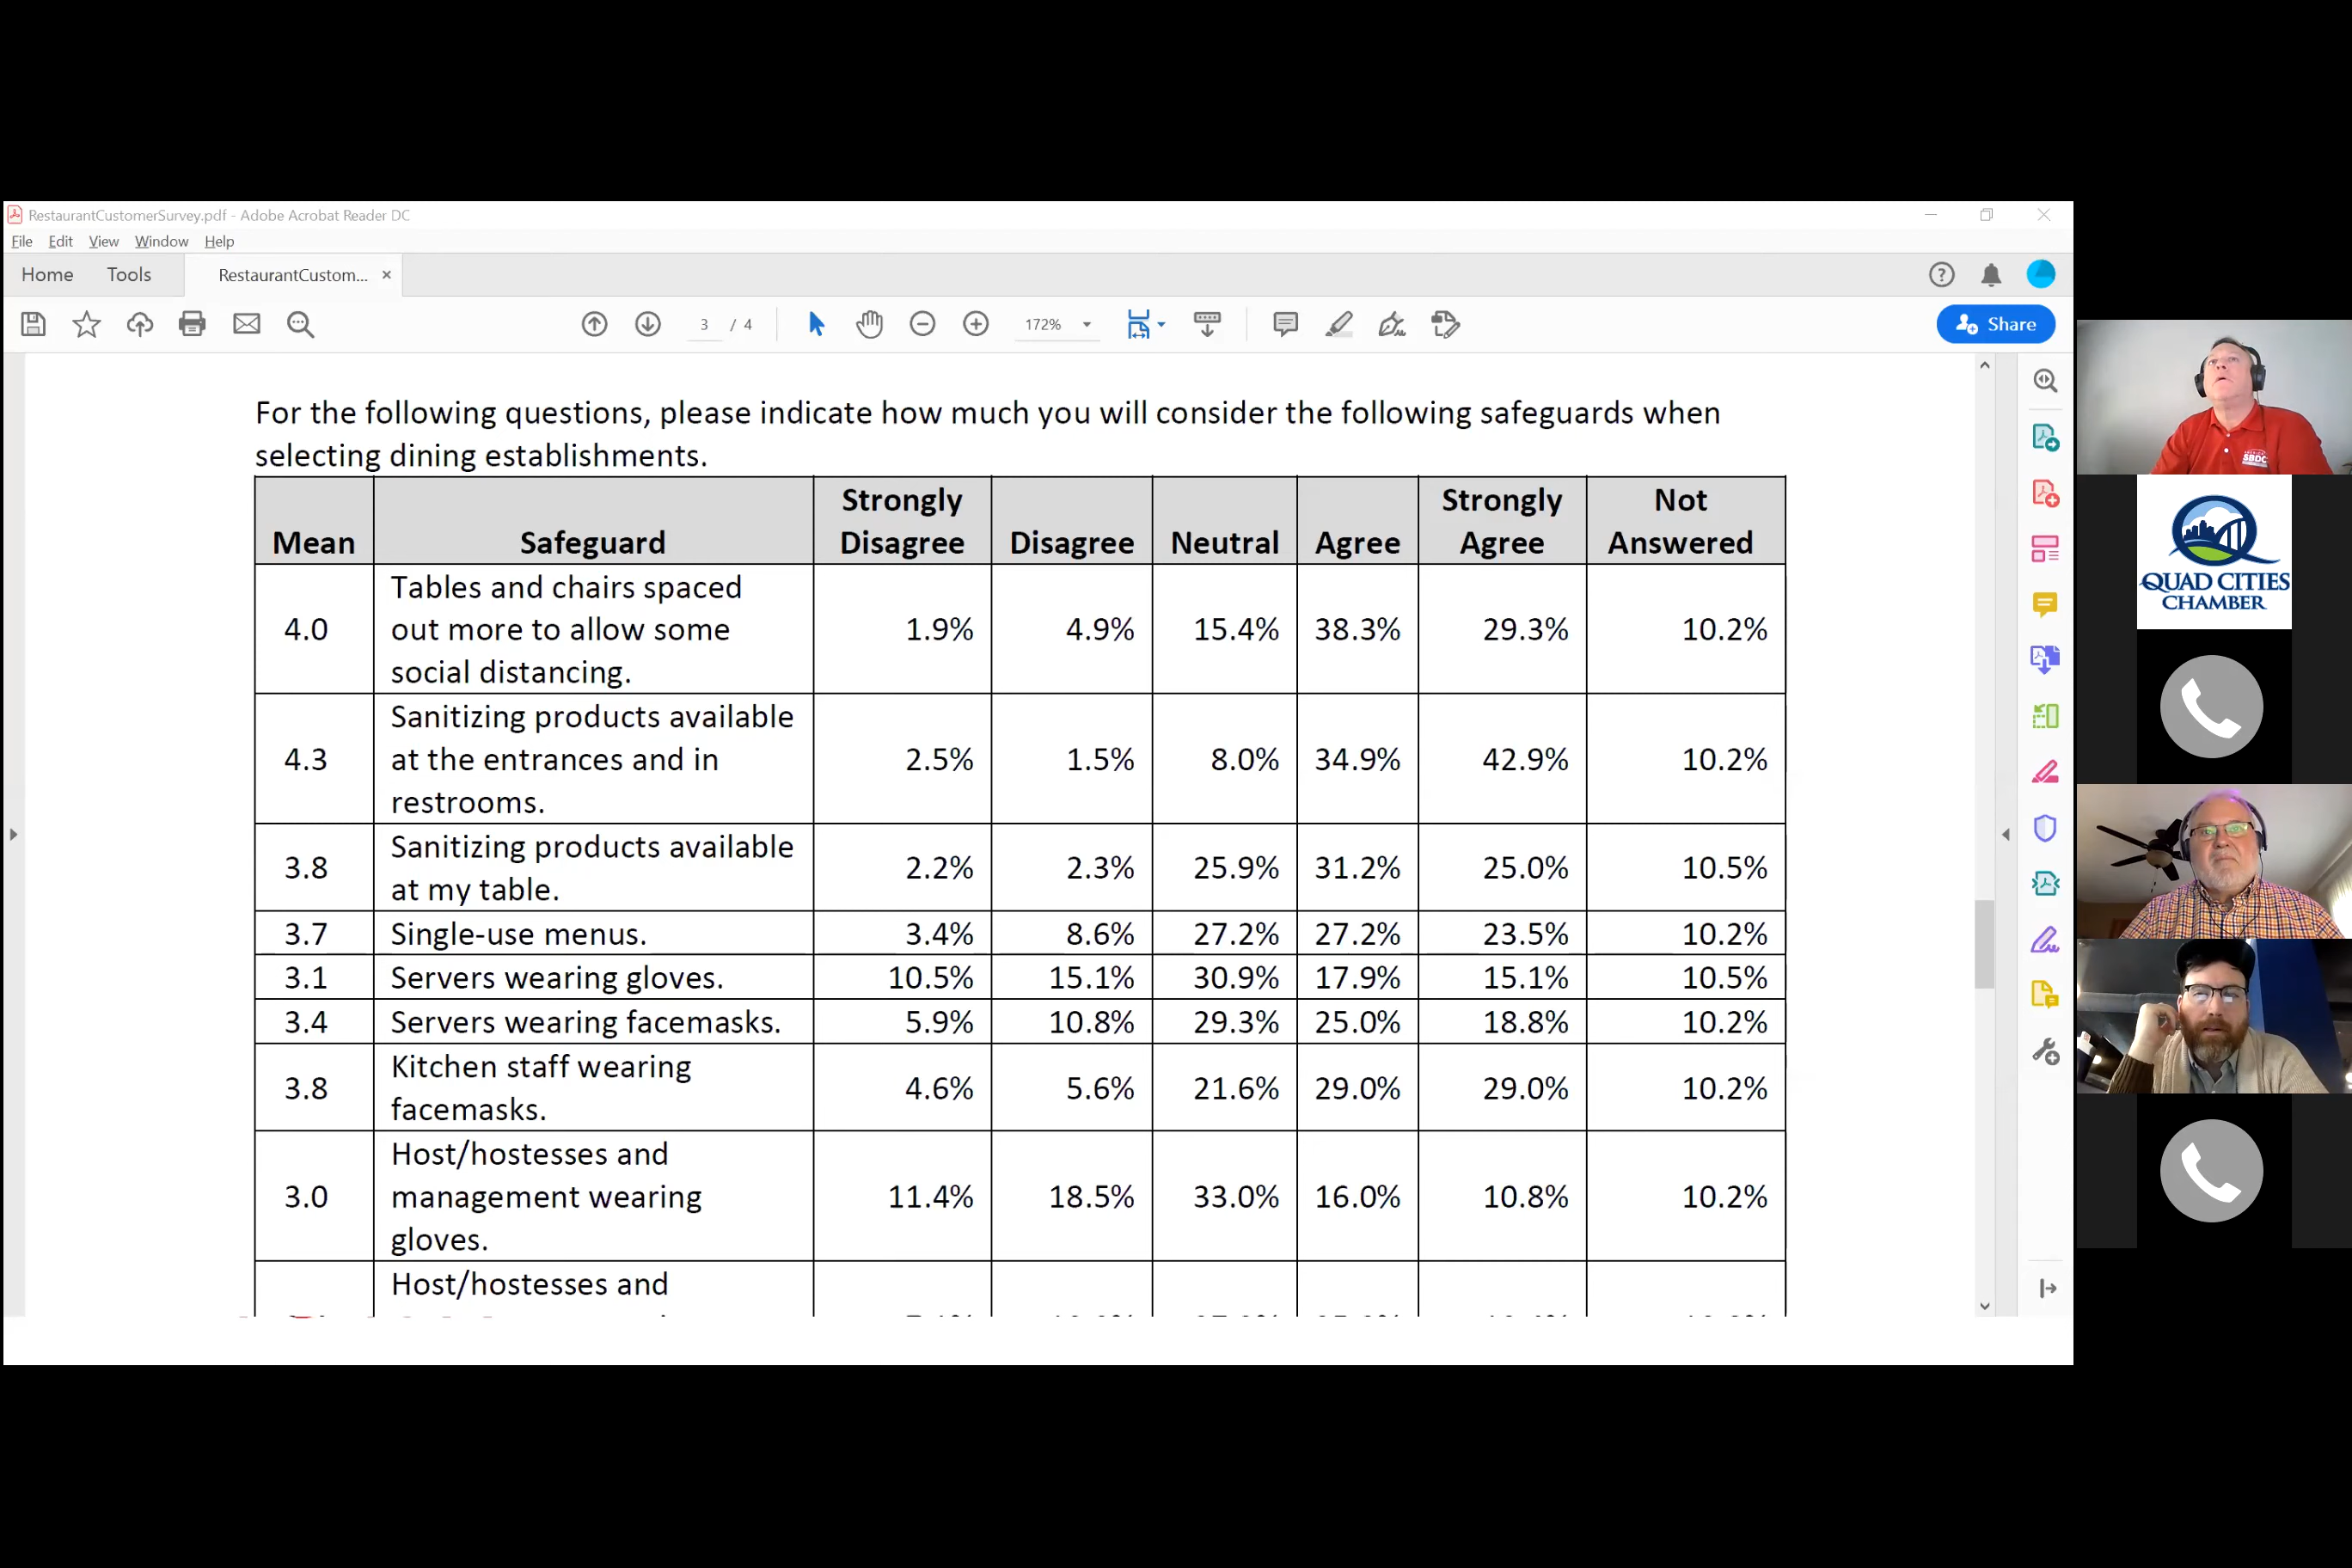 RestaurantCustomerSurvey.pdf - Adobe Acrobat Reader DC
File Edit View Window Help
Home Tools RestaurantCustom... ×
3 / 4 172% Share
For the following questions, please indicate how much you will consider the following safeguards when
selecting dining establishments.
Strongly Strongly Not
Mean Safeguard Disagree Disagree Neutral Agree Agree Answered
Tables and chairs spaced
4.0 out more to allow some 1.9% 4.9% 15.4% 38.3% 29.3% 10.2%
social distancing.
Sanitizing products available
4.3 at the entrances and in 2.5% 1.5% 8.0% 34.9% 42.9% 10.2%
restrooms.
Sanitizing products available
3.8 at my table. 2.2% 2.3% 25.9% 31.2% 25.0% 10.5%
3.7 Single-use menus. 3.4% 8.6% 27.2% 27.2% 23.5% 10.2%
3.1 Servers wearing gloves. 10.5% 15.1% 30.9% 17.9% 15.1% 10.5%
3.4 Servers wearing facemasks. 5.9% 10.8% 29.3% 25.0% 18.8% 10.2%
Kitchen staff wearing
3.8 facemasks. 4.6% 5.6% 21.6% 29.0% 29.0% 10.2%
Host/hostesses and
3.0 management wearing 11.4% 18.5% 33.0% 16.0% 10.8% 10.2%
gloves.
Host/hostesses and
SBDC
QUAD CITIES
CHAMBER